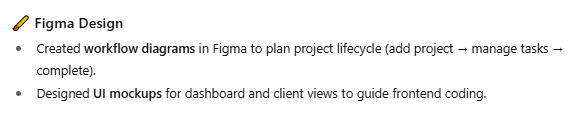 Figma Design
• Created workflow diagrams in Figma to plan project lifecycle (add project → manage tasks →
complete).
• Designed UI mockups for dashboard and client views to guide frontend coding.